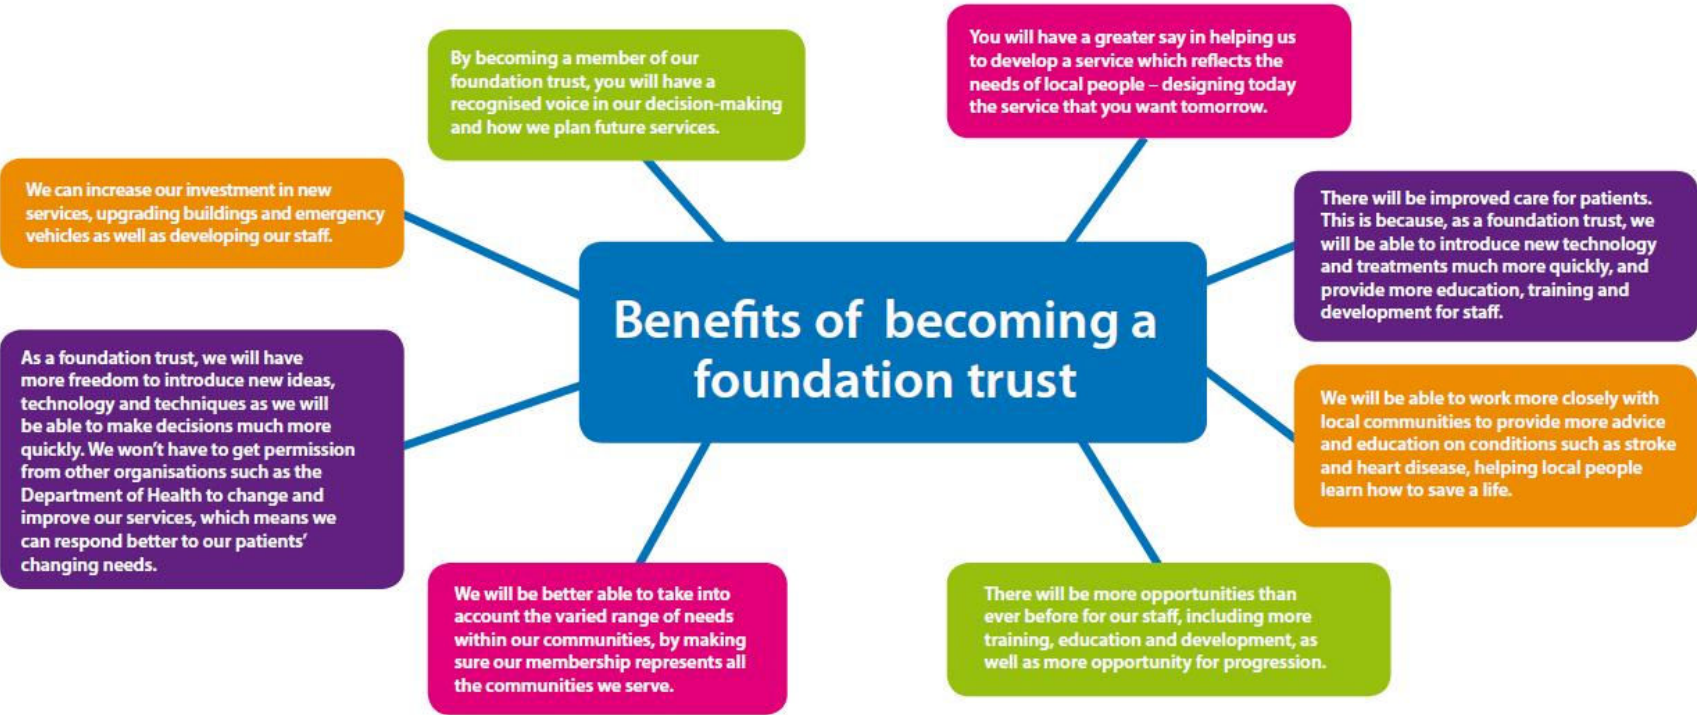 By becoming a member of our
foundation trust, you will have a
recognised voice in our decision-making
and how we plan future services.
You will have a greater say in helping us
to develop a service which reflects the
needs of local people – designing today
the service that you want tomorrow.
We can increase our investment in new
services, upgrading buildings and emergency
vehicles as well as developing our staff.
There will be improved care for patients.
This is because, as a foundation trust, we
will be able to introduce new technology
and treatments much more quickly, and
provide more education, training and
development for staff.
Benefits of becoming a
foundation trust
As a foundation trust, we will have
more freedom to introduce new ideas,
technology and techniques as we will
be able to make decisions much more
quickly. We won’t have to get permission
from other organisations such as the
Department of Health to change and
improve our services, which means we
can respond better to our patients’
changing needs.
We will be able to work more closely with
local communities to provide more advice
and education on conditions such as stroke
and heart disease, helping local people
learn how to save a life.
We will be better able to take into
account the varied range of needs
within our communities, by making
sure our membership represents all
the communities we serve.
There will be more opportunities than
ever before for our staff, including more
training, education and development, as
well as more opportunity for progression.